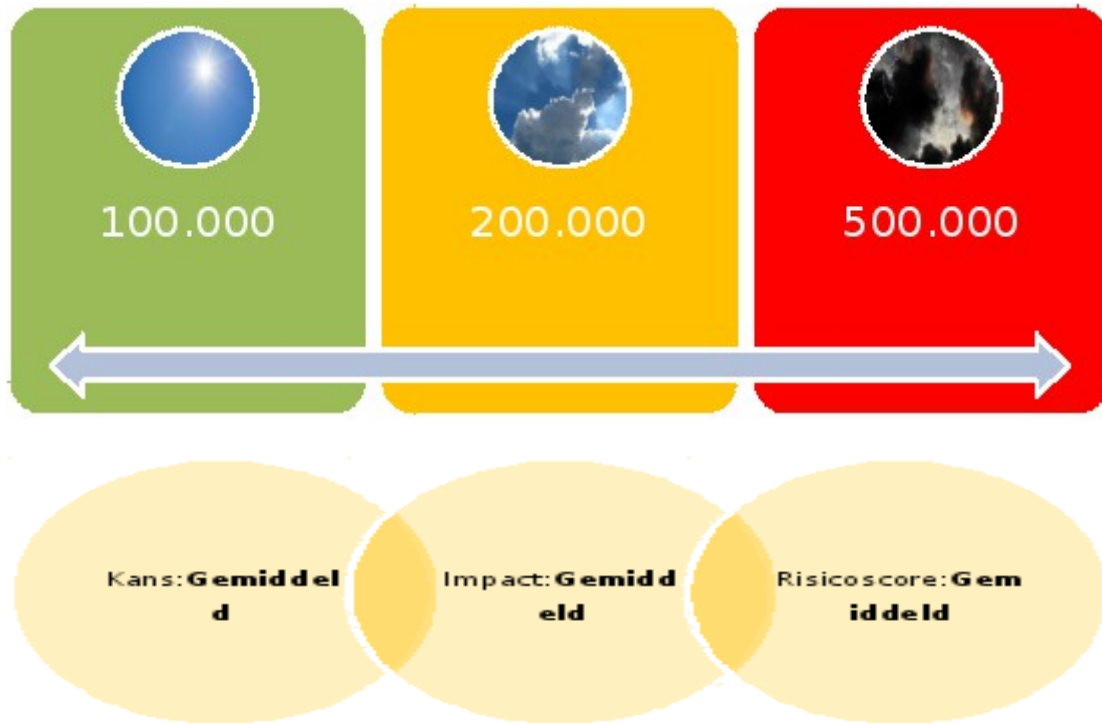 100.000 200.000 500.000
Kans:Gemiddel
d
Impact:Gemidd
eld
Risicoscore:Gem
iddeld